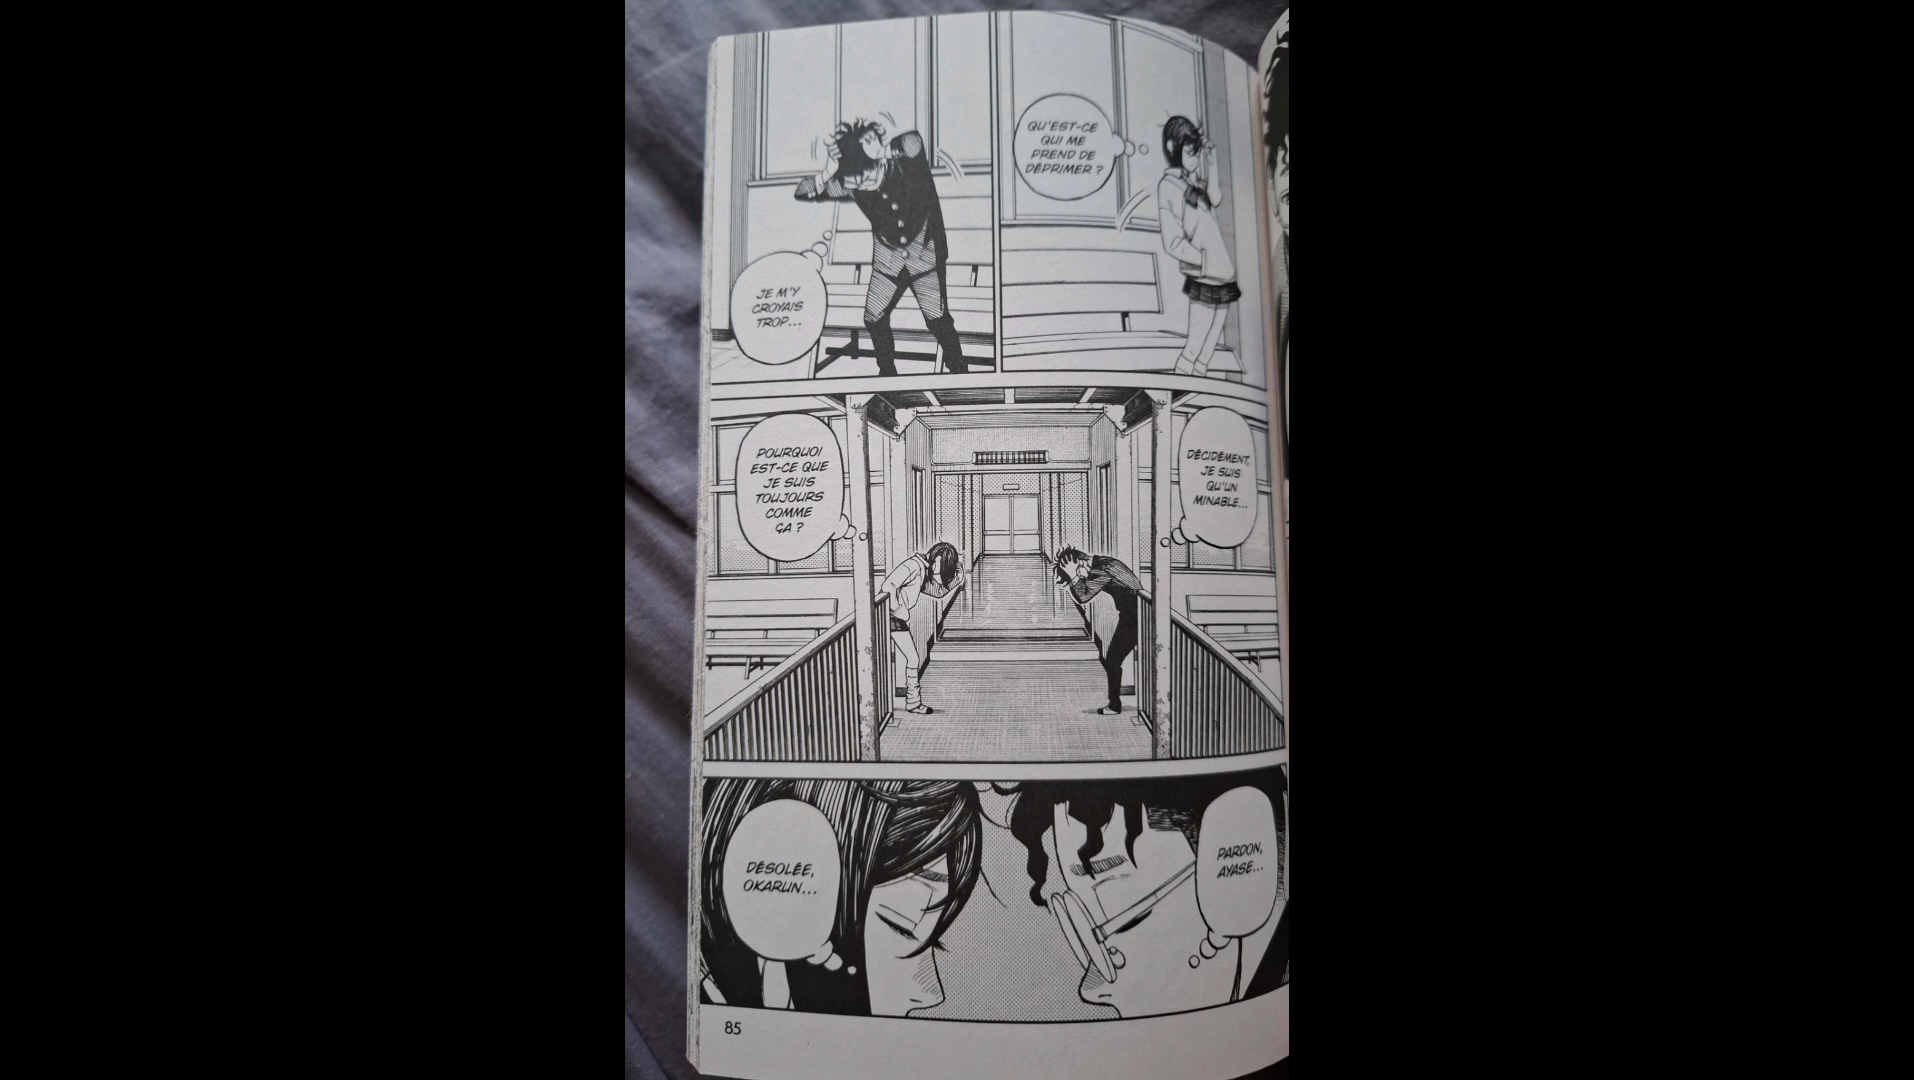 QU'EST-CE
QUI ME
PREND DE
DÉPRIMER ?
JE M'Y
CROYAIS
TROP...
DÉCIDÉMENT,
JE SUIS
QU'UN
MINABLE...
POURQUOI
EST-CE QUE
JE SUIS
TOUJOURS
COMME
ÇA ?
PARDON,
AYASE...
DÉSOLÉE,
OKARUN...
85